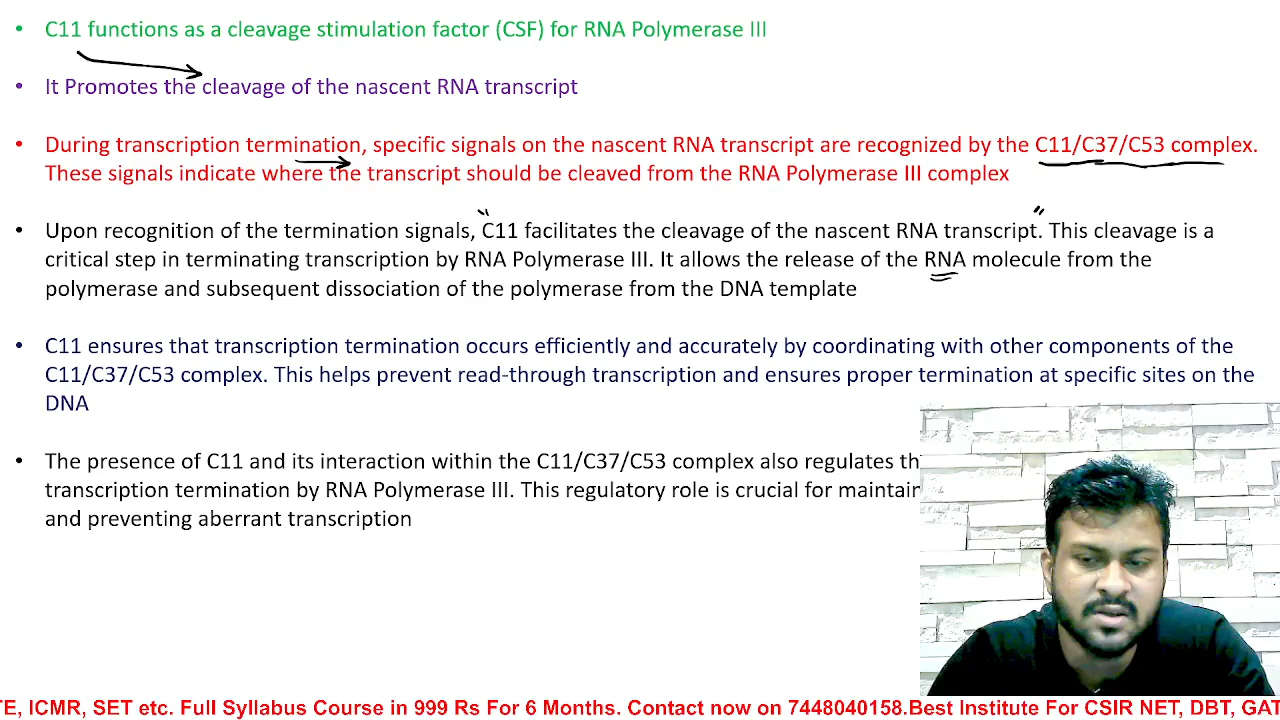 • C11 functions as a cleavage stimulation factor (CSF) for RNA Polymerase III
• It Promotes the cleavage of the nascent RNA transcript
• During transcription termination, specific signals on the nascent RNA transcript are recognized by the C11/C37/C53 complex.
These signals indicate where the transcript should be cleaved from the RNA Polymerase III complex
• Upon recognition of the termination signals, C11 facilitates the cleavage of the nascent RNA transcript. This cleavage is a
critical step in terminating transcription by RNA Polymerase III. It allows the release of the RNA molecule from the
polymerase and subsequent dissociation of the polymerase from the DNA template
• C11 ensures that transcription termination occurs efficiently and accurately by coordinating with other components of the
C11/C37/C53 complex. This helps prevent read-through transcription and ensures proper termination at specific sites on the
DNA
• The presence of C11 and its interaction within the C11/C37/C53 complex also regulates
transcription termination by RNA Polymerase III. This regulatory role is crucial for
and preventing aberrant transcription
TE, ICMR, SET etc. Full Syllabus Course in 999 Rs For 6 Months. Contact now on 7448040158.Best Institute For CSIR NET, DBT, GAT